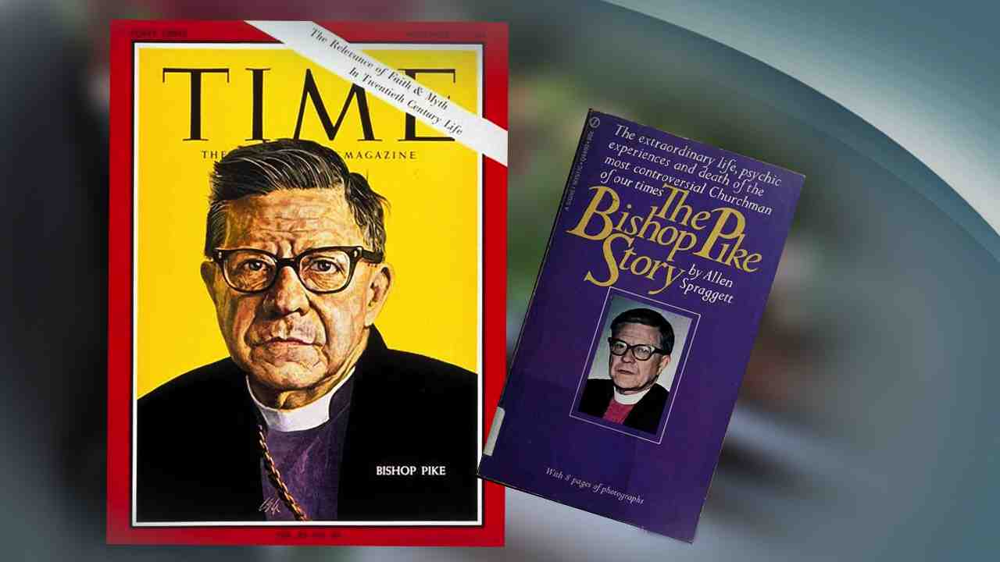 The Relevance of Faith & Myth
In Twentieth Century Life
TIME
THE MAGAZINE
BISHOP PIKE
The extraordinary life, psychic
experiences and death of the
most controversial Churchman
of our times
The
Bishop Pike
Story
by Allen
Spraggett
With 8 pages of photographs